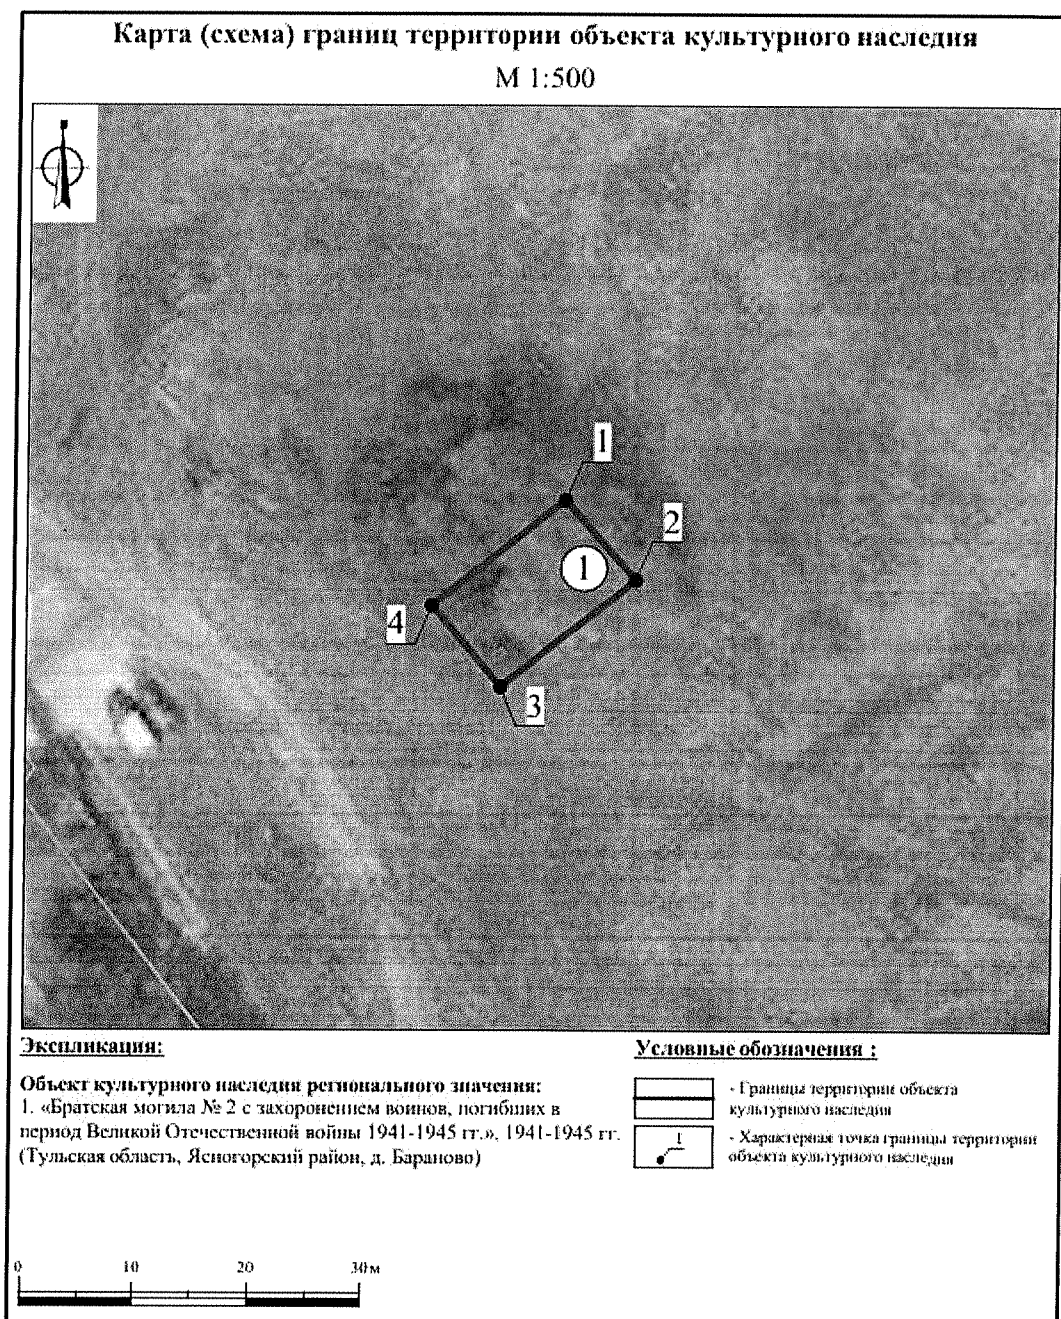 Карта (схема) границ территории объекта культурного наследия
М 1:500
1
2
1
4
3
Экспликация:
Объект культурного наследия регионального значения:
1. «Братская могила № 2 с захоронением воинов, погибших в
период Великой Отечественной войны 1941-1945 гг.», 1941-1945 гг.
(Тульская область, Ясногорский район, д. Бараново)
Условные обозначения :
- Границы территории объекта
культурного наследия
1
- Характерная точка границы территории
объекта культурного наследия
0 10 20 30 м